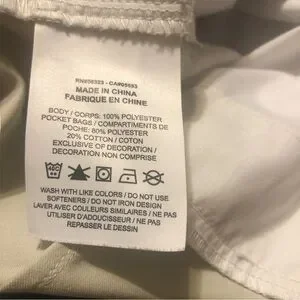 RN#56323 - CA#05553
MADE IN CHINA
FABRIQUE EN CHINE
BODY / CORPS: 100% POLYESTER
POCKET BAGS / COMPARTIMENTS DE
POCHE: 80% POLYESTER
20% COTTON / COTON
EXCLUSIVE OF DECORATION /
DECORATION NON COMPRISE
WASH WITH LIKE COLORS / DO NOT USE
SOFTENERS / DO NOT IRON DESIGN
LAVER AVEC COULEURS SIMILAIRES / NE PAS
UTILISER D'ADOUCISSEUR / NE PAS
REPASSER LE DESSIN